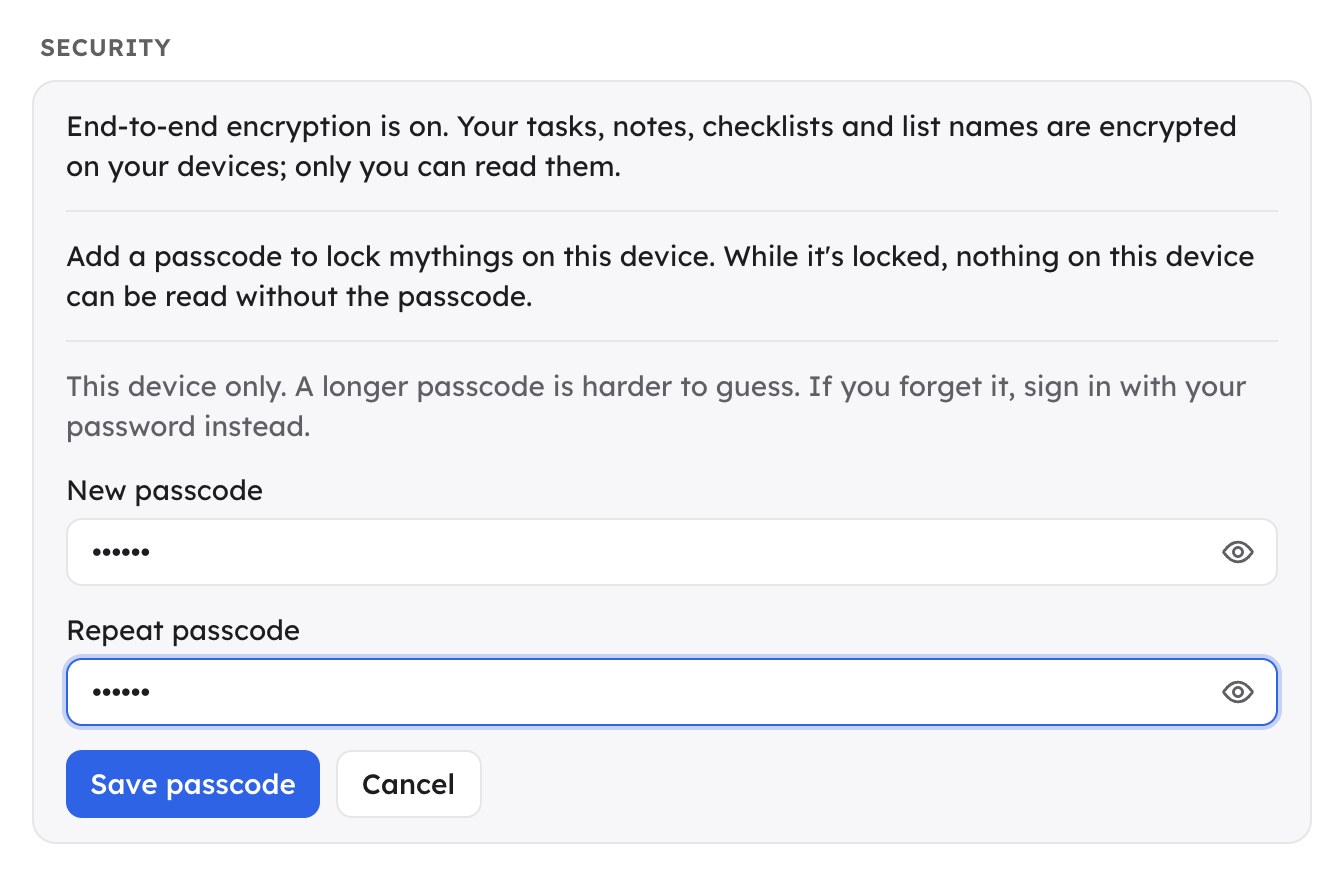 SECURITY
End-to-end encryption is on. Your tasks, notes, checklists and list names are encrypted
on your devices; only you can read them.
Add a passcode to lock mythings on this device. While it's locked, nothing on this device
can be read without the passcode.
This device only. A longer passcode is harder to guess. If you forget it, sign in with your
password instead.
New passcode
••••••
Repeat passcode
••••••
Save passcode
Cancel